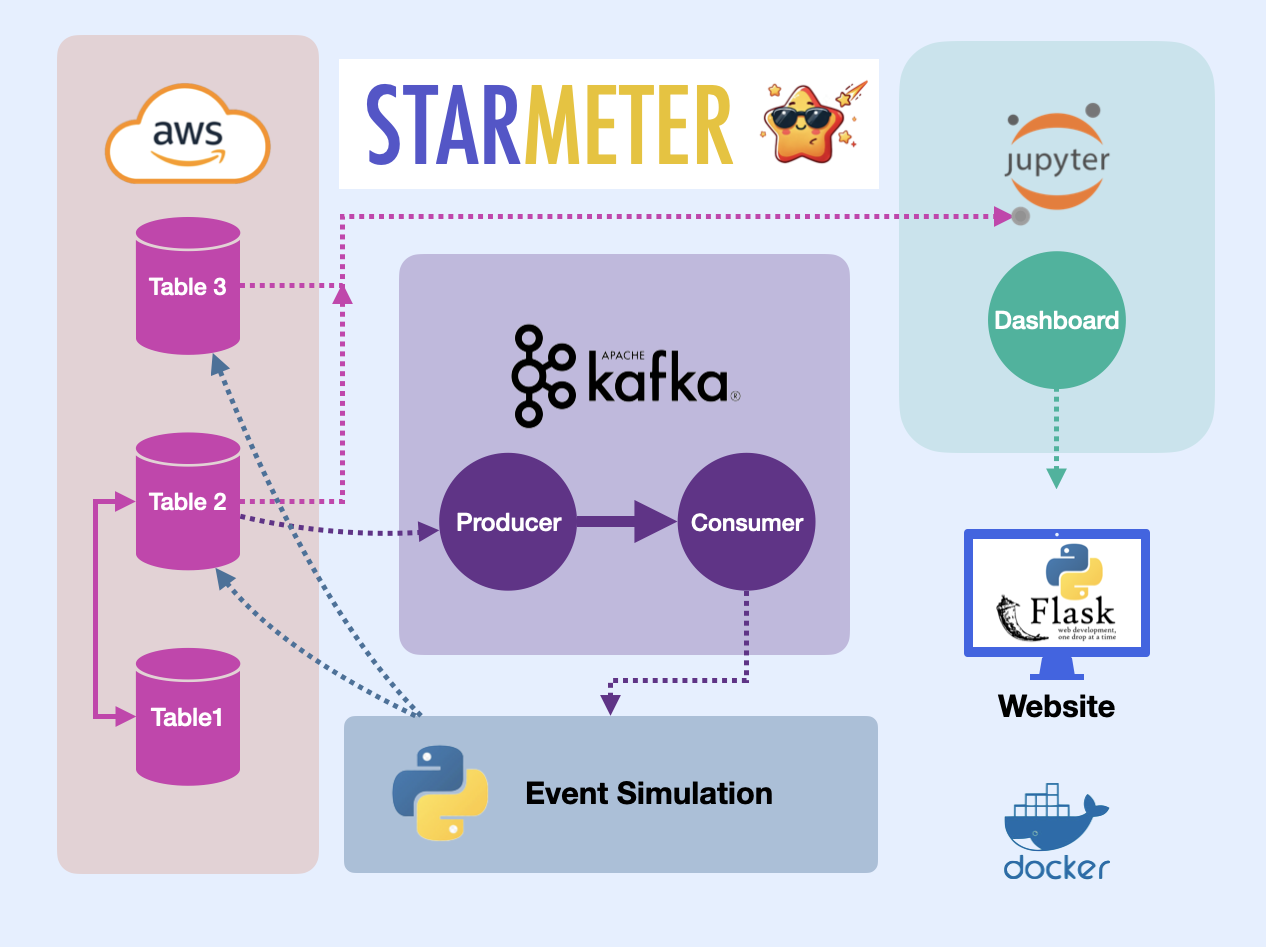 aws
STARMETER
jupyter
Table 3
APACHE
kafka®
Dashboard
Table 2
Producer
Consumer
Flask
web development,
one drop at a time
Website
Table1
Event Simulation
docker